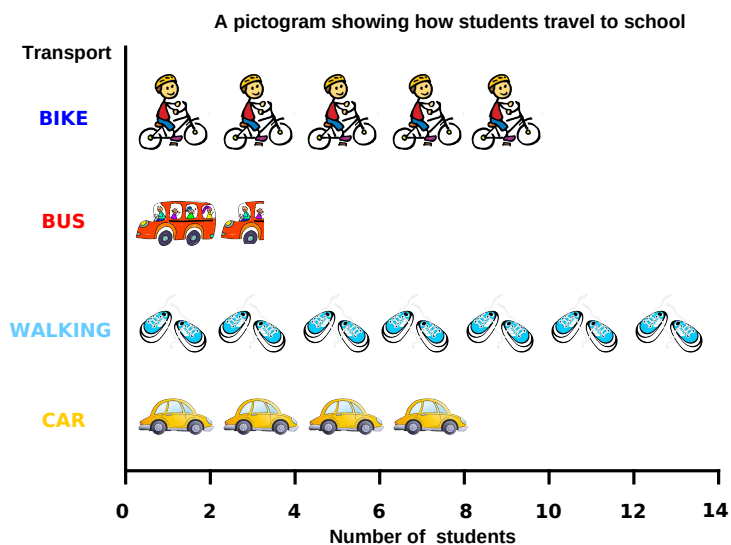 A pictogram showing how students travel to school
Transport
BIKE
BUS
WALKING
CAR
0 2 4 6 8 10 12 14
Number of students